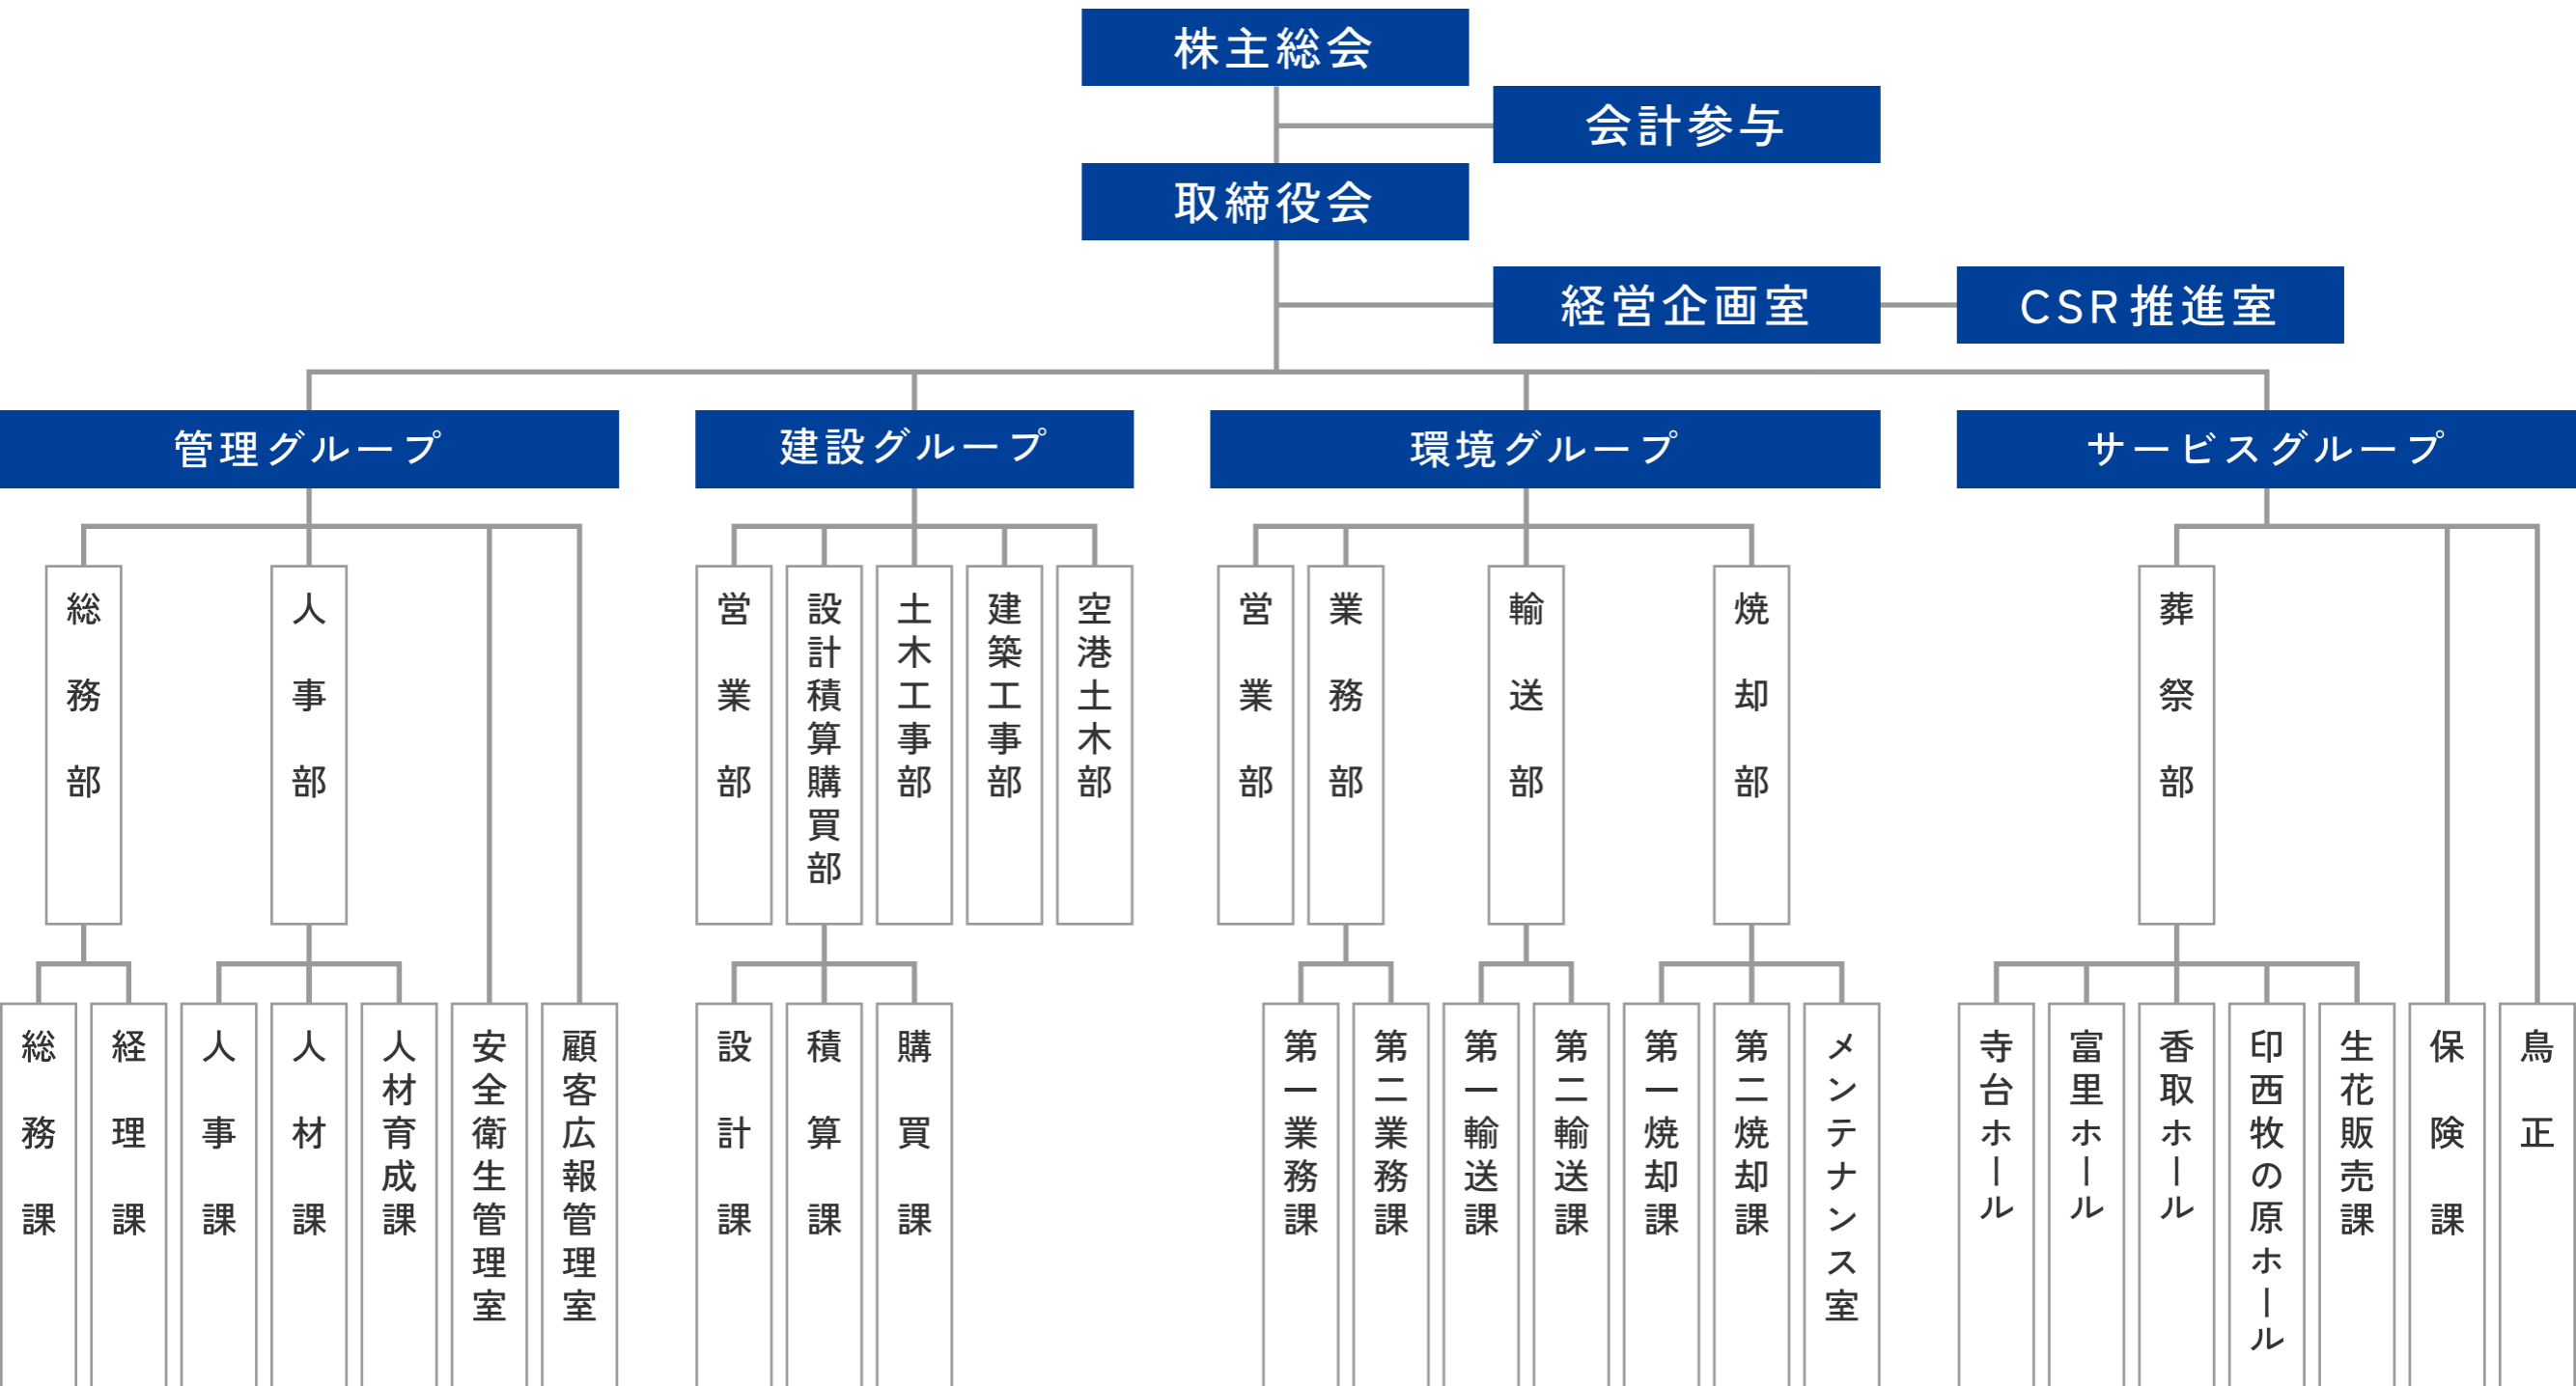 株主総会
会計参与
取締役会
経営企画室
CSR推進室
管理グループ
建設グループ
環境グループ
サービスグループ
総務部
人事部
営業部
設計積算購買部
土木工事部
建築工事部
空港土木部
営業部
業務部
輸送部
焼却部
葬祭部
総務課
経理課
人事課
人材課
人材育成課
安全衛生管理室
顧客広報管理室
設計課
積算課
購買課
第一業務課
第二業務課
第一輸送課
第二輸送課
第一焼却課
第二焼却課
メンテナンス室
寺台ホール
富里ホール
香取ホール
印西牧の原ホール
生花販売課
保険課
鳥正